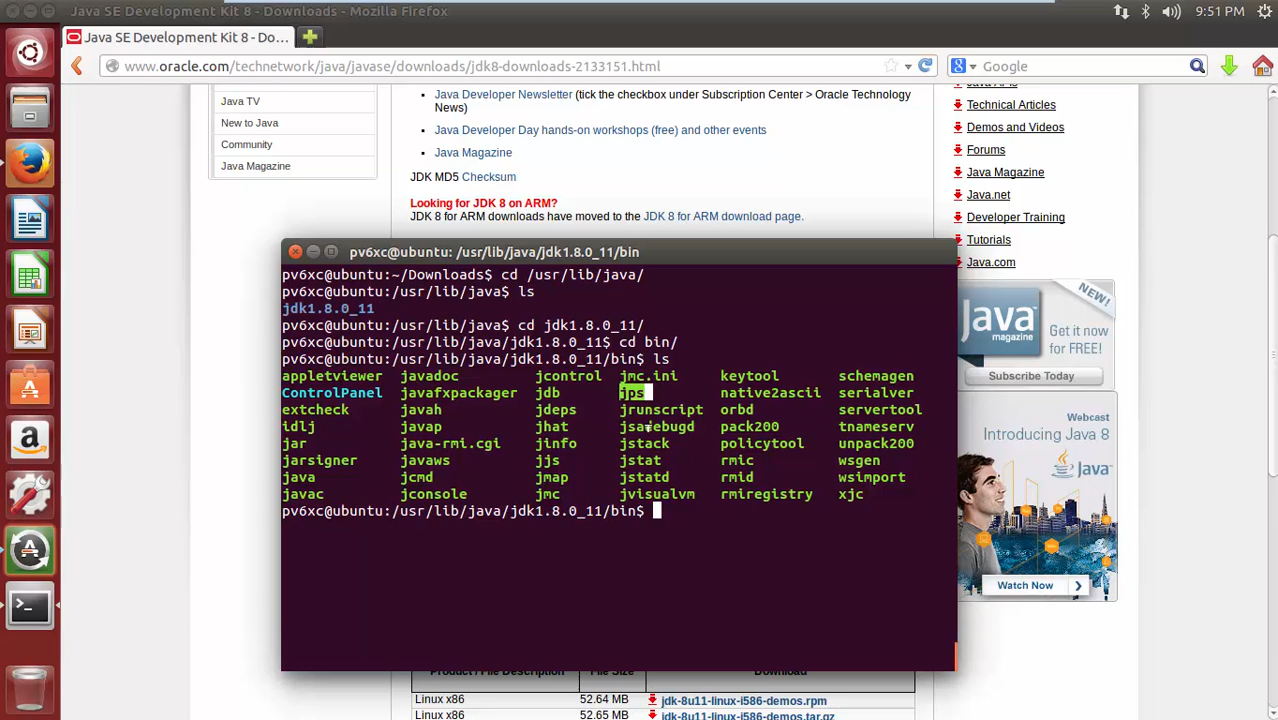 Java SE Development Kit 8 - Downloads - Mozilla Firefox
9:51 PM
Java SE Development Kit 8 - Do...
www.oracle.com/technetwork/java/javase/downloads/jdk8-downloads-2133151.html
Google
Java TV
New to Java
Community
Java Magazine
Java Developer Newsletter (tick the checkbox under Subscription Center > Oracle Technology
News)
Java Developer Day hands-on workshops (free) and other events
Java Magazine
JDK MD5 Checksum
Looking for JDK 8 on ARM?
JDK 8 for ARM downloads have moved to the JDK 8 for ARM download page.
Java APIs
Technical Articles
Demos and Videos
Forums
Java Magazine
Java.net
Developer Training
Tutorials
Java.com
pv6xc@ubuntu: /usr/lib/java/jdk1.8.0_11/bin
pv6xc@ubuntu:~/Downloads$ cd /usr/lib/java/
pv6xc@ubuntu:/usr/lib/java$ ls
jdk1.8.0_11
pv6xc@ubuntu:/usr/lib/java$ cd jdk1.8.0_11/
pv6xc@ubuntu:/usr/lib/java/jdk1.8.0_11$ cd bin/
pv6xc@ubuntu:/usr/lib/java/jdk1.8.0_11/bin$ ls
appletviewer javadoc jcontrol jmc.ini keytool schemagen
ControlPanel javafxpackager jdb jps native2ascii serialver
extcheck javah jdeps jrunscript orbd servertool
idlj javap jhat jsadebugd pack200 tnameserv
jar java-rmi.cgi jinfo jstack policytool unpack200
jarsigner javaws jjs jstat rmic wsgen
java jcmd jmap jstatd rmid wsimport
javac jconsole jmc jvisualvm rmiregistry xjc
pv6xc@ubuntu:/usr/lib/java/jdk1.8.0_11/bin$
NEW!
Java
magazine
Subscribe Today
WEBCAST
Introducing Java 8
Java
Watch Now
Product / File Description File Size Download
Linux x86 52.64 MB jdk-8u11-linux-i586-demos.rpm
Linux x86 52.65 MB jdk-8u11-linux-i586-demos.tar.gz